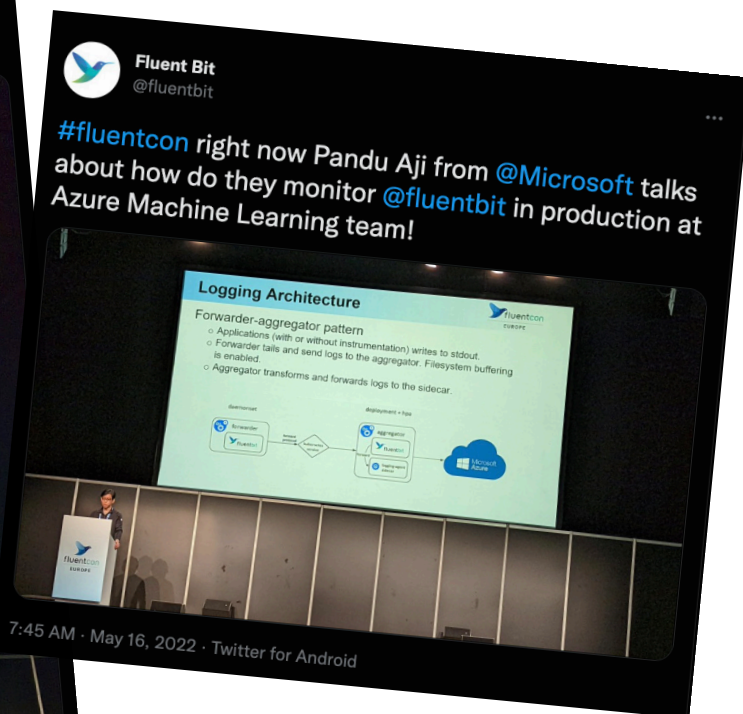 Fluent Bit
@fluentbit
#fluentcon right now Pandu Aji from @Microsoft talks
about how do they monitor @fluentbit in production at
Azure Machine Learning team!
Logging Architecture
fluentcon
EUROPE
Forwarder-aggregator pattern
○ Applications (with or without instrumentation) writes to stdout.
○ Forwarder tails and send logs to the aggregator. Filesystem buffering
is enabled.
○ Aggregator transforms and forwards logs to the sidecar.
daemonset
deployment + hpa
forwarder
fluentbit
aggregator
fluentbit
Microsoft
Azure
fluentcon
EUROPE
7:45 AM · May 16, 2022 · Twitter for Android